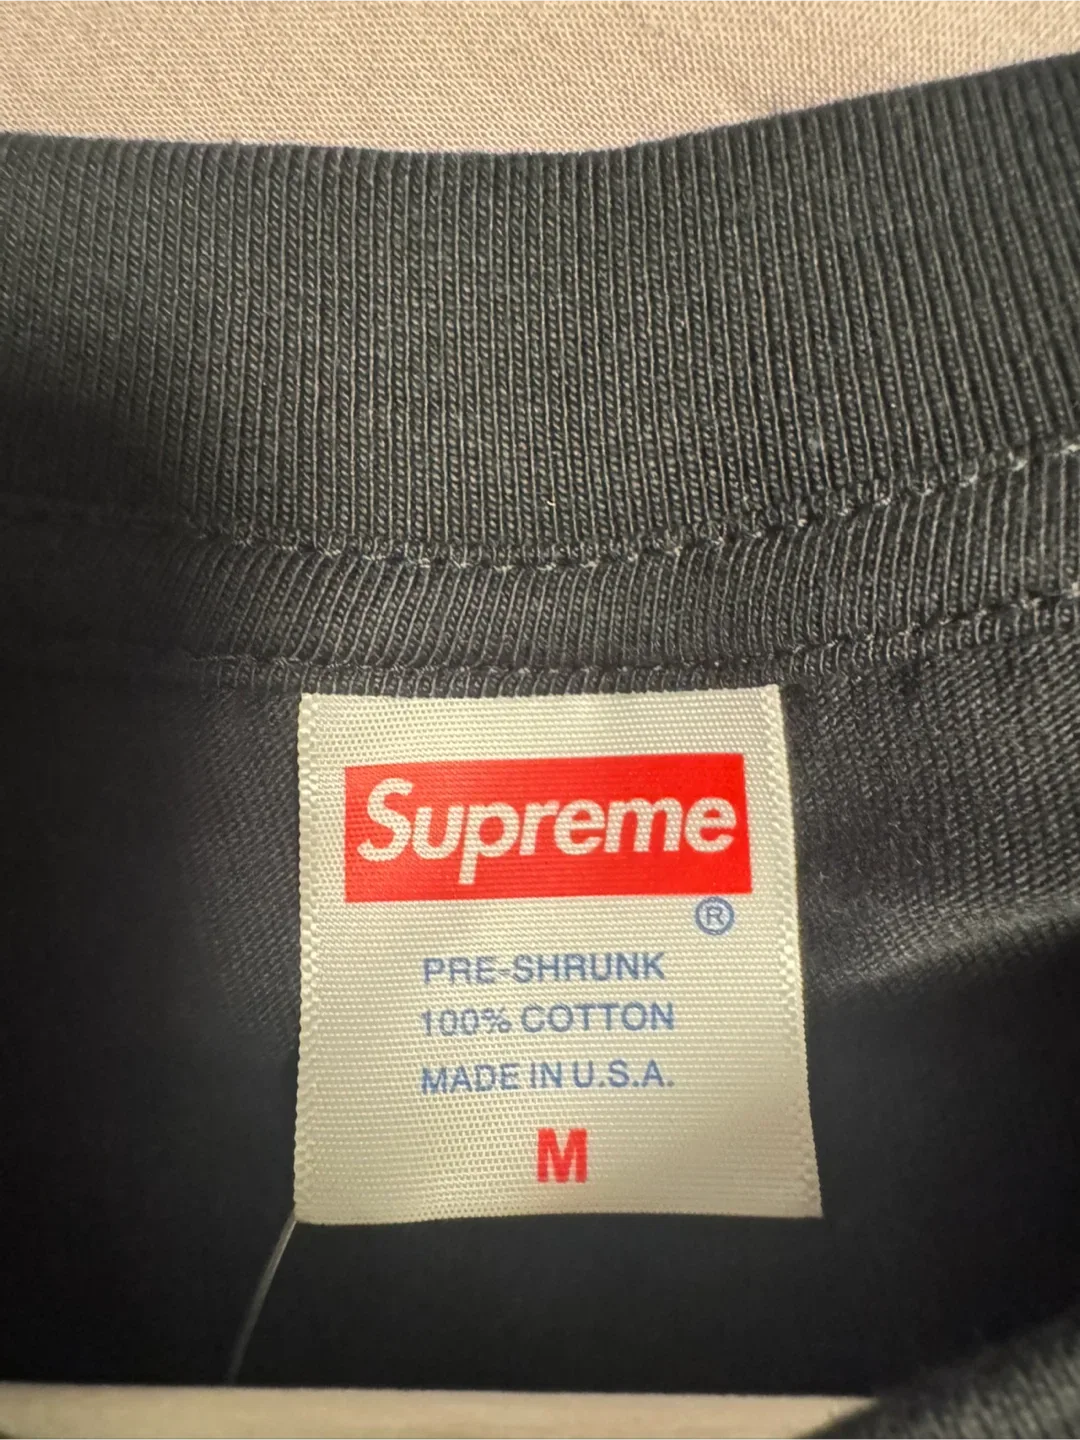 Supreme
®
PRE-SHRUNK
100% COTTON
MADE IN U.S.A.
M